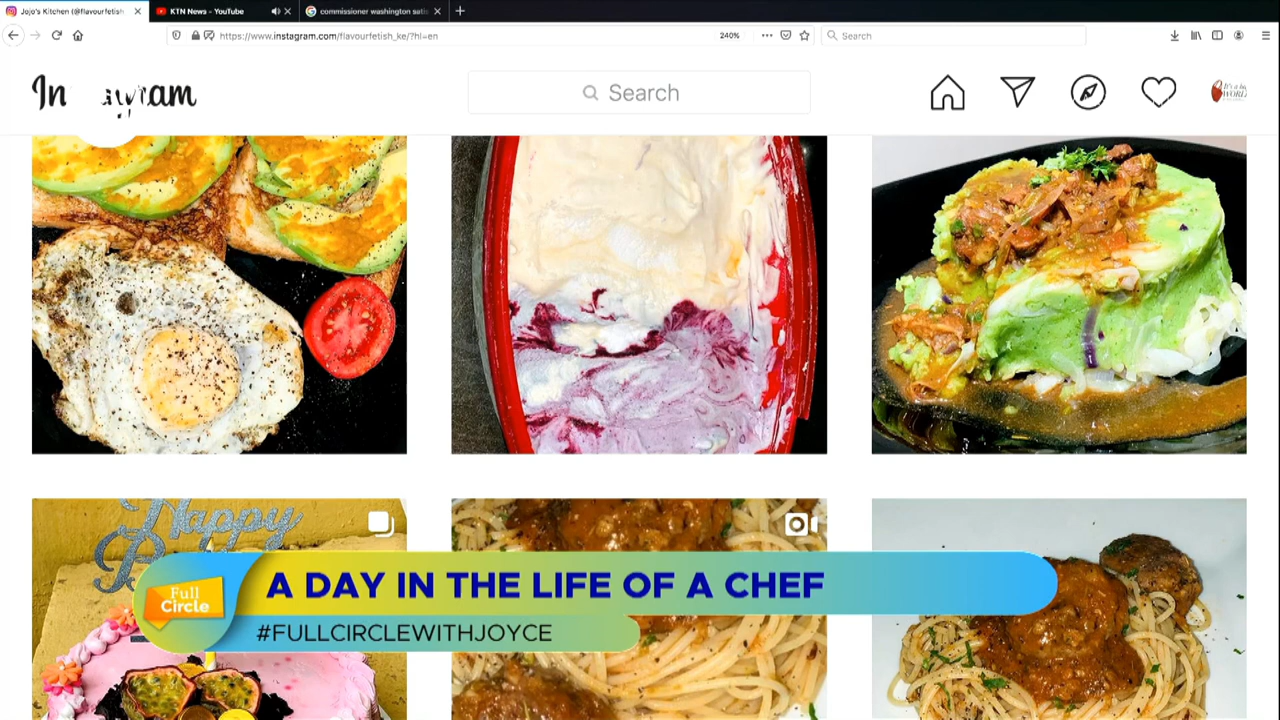 Jojo's Kitchen (@flavourfetish
KTN News - YouTube
commissioner washington sati
https://www.instagram.com/flavourfetish_ke/?hl=en
240%
Search
Search
Happy
Full
Circle
A DAY IN THE LIFE OF A CHEF
#FULLCIRCLEWITHJOYCE